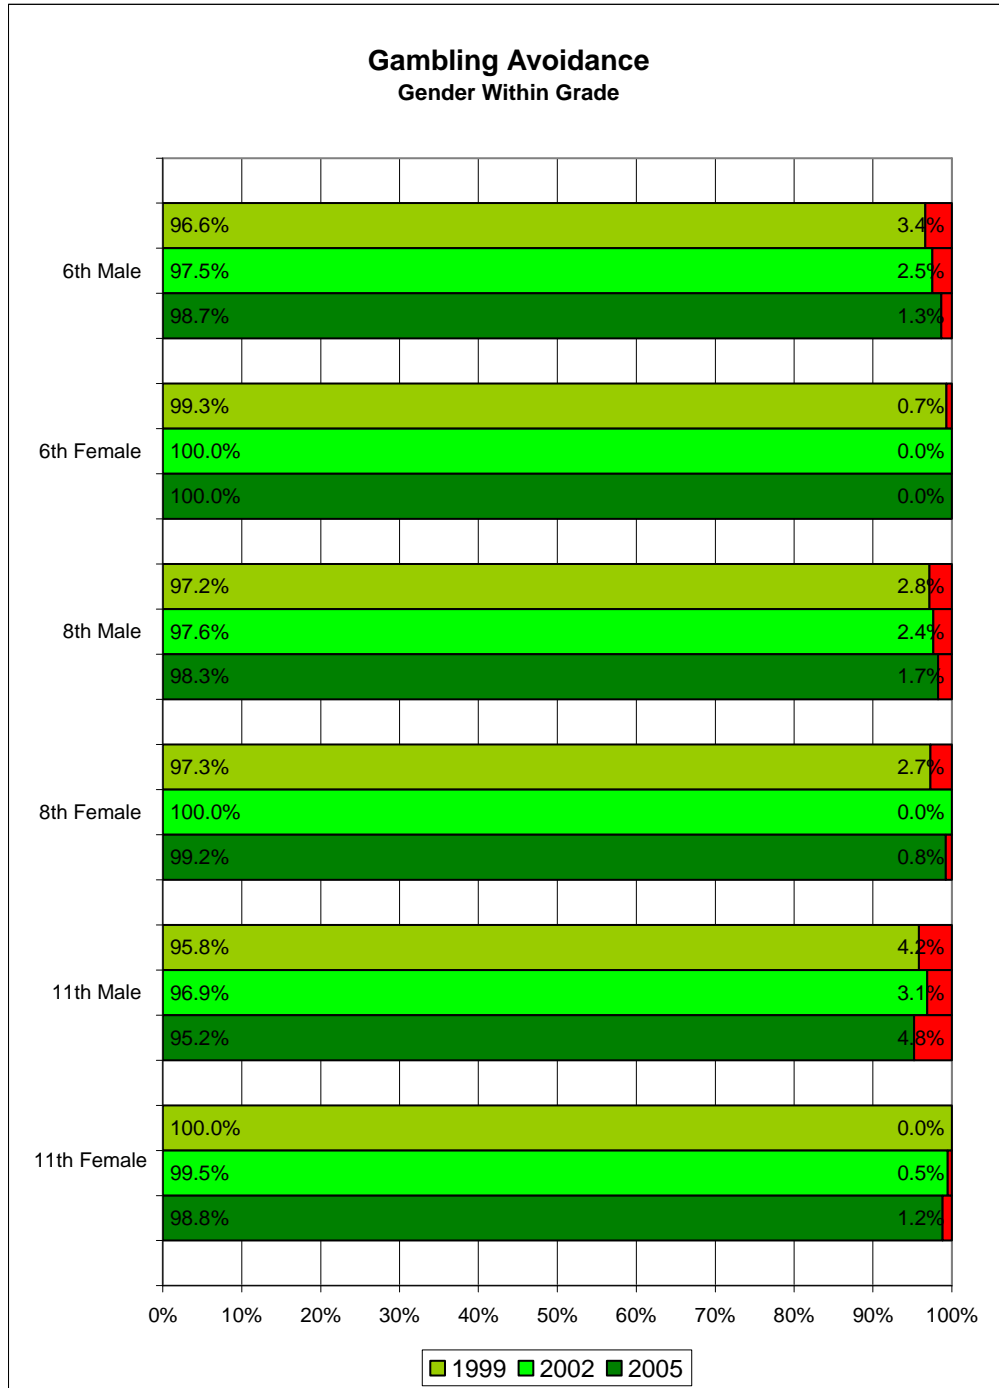 Gambling Avoidance
Gender Within Grade
96.6% 3.4%
6th Male 97.5% 2.5%
98.7% 1.3%
99.3% 0.7%
6th Female 100.0% 0.0%
100.0% 0.0%
97.2% 2.8%
8th Male 97.6% 2.4%
98.3% 1.7%
97.3% 2.7%
8th Female 100.0% 0.0%
99.2% 0.8%
95.8% 4.2%
11th Male 96.9% 3.1%
95.2% 4.8%
100.0% 0.0%
11th Female 99.5% 0.5%
98.8% 1.2%
0% 10% 20% 30% 40% 50% 60% 70% 80% 90% 100%
1999 2002 2005